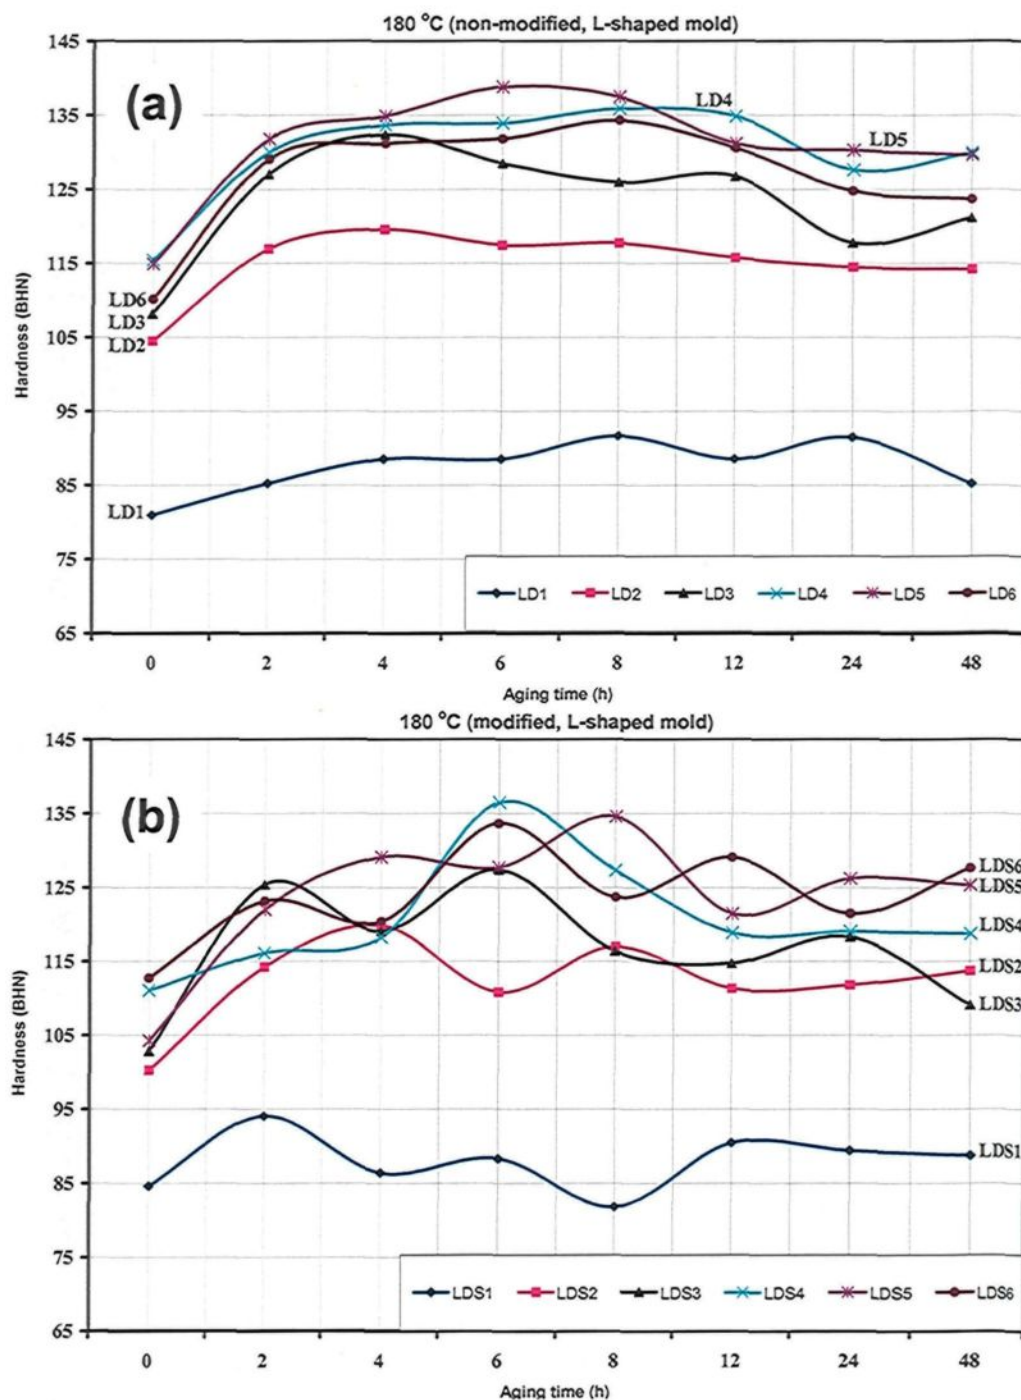 180 °C (non-modified, L-shaped mold)
145
(a)
135
LD4
LD5
125
115
LD6
LD3
105
LD2
Hardness (BHN)
95
85
LD1
75
LD1 LD2 LD3 LD4 LD5 LD6
65
0 2 4 6 8 12 24 48
Aging time (h)
180 °C (modified, L-shaped mold)
145
(b)
135
LDS6
125
LDS5
LDS4
115
LDS2
LDS3
105
Hardness (BHN)
95
LDS1
85
75
LDS1 LDS2 LDS3 LDS4 LDS5 LDS6
65
0 2 4 6 8 12 24 48
Aging time (h)